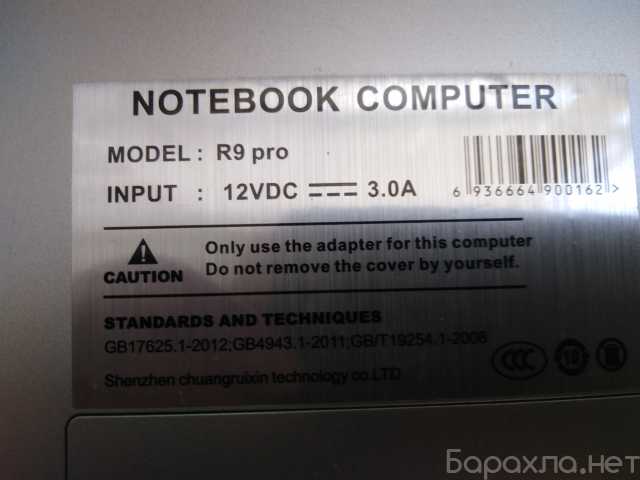 NOTEBOOK COMPUTER
MODEL : R9 pro
INPUT : 12VDC 3.0A
6 936664 900162 >
Only use the adapter for this computer
CAUTION Do not remove the cover by yourself.
STANDARDS AND TECHNIQUES
GB17625.1-2012;GB4943.1-2011;GB/T19254.1-2008
Shenzhen chuangruixin technology co.LTD
CCC
Барахла.нет